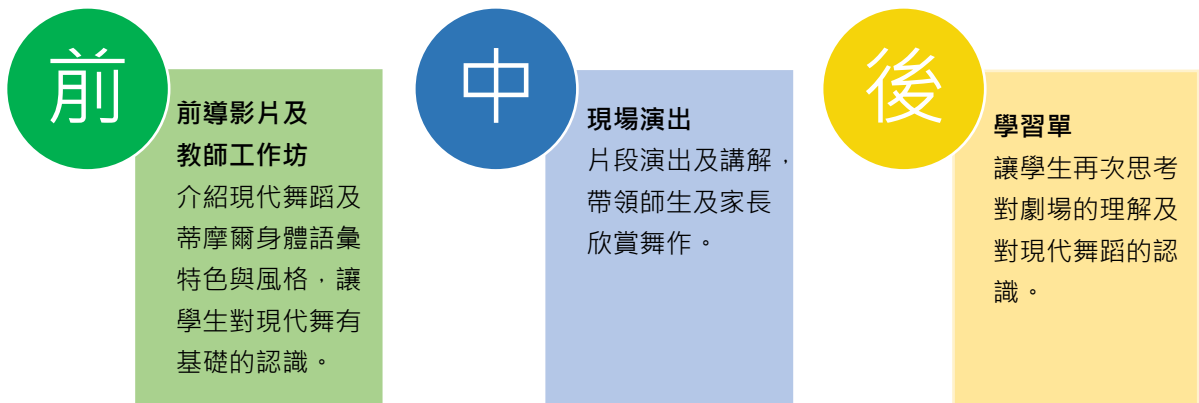 前
前導影片及
教師工作坊
介紹現代舞蹈及
蒂摩爾身體語彙
特色與風格，讓
學生對現代舞有
基礎的認識。
中
現場演出
片段演出及講解，
帶領師生及家長
欣賞舞作。
後
學習單
讓學生再次思考
對劇場的理解及
對現代舞蹈的認
識。